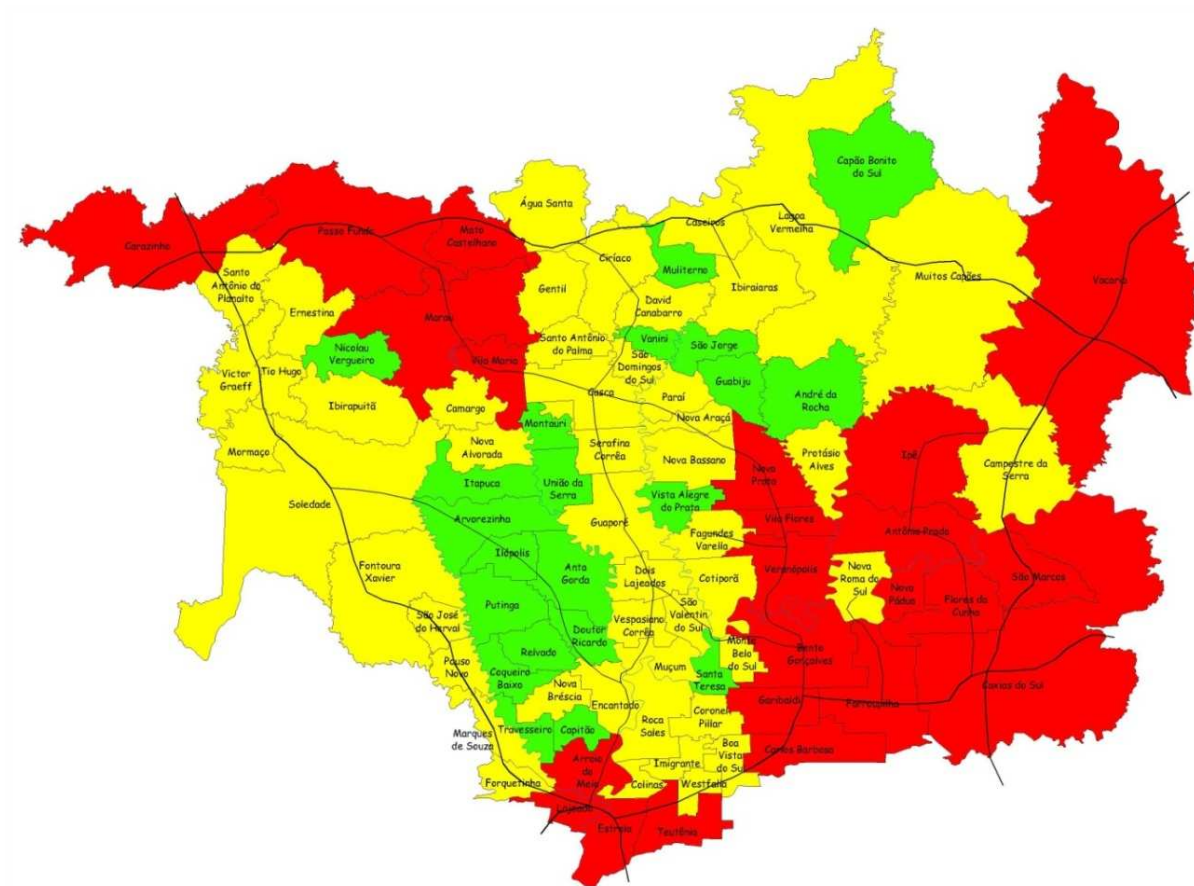 Capão Bonito
do Sul
Água Santa
Caseiros
Lagoa
Vermelha
Mato
Castelhano
Passo Fundo
Carazinho
Ciríaco
Muliterno
Santo
Antônio do
Planalto
Gentil
Ibiraiaras
Muitos Capões
Vacaria
Ernestina
David
Canabarro
Marau
Nicolau
Vergueiro
Santo Antônio
do Palma
Vanini
São Jorge
Vila Maria
São
Domingos
do Sul
Victor
Graeff
Tio Hugo
Guabiju
Casca
Paraí
André da
Rocha
Ibirapuitã
Camargo
Nova Araçá
Montauri
Nova
Alvorada
Serafina
Corrêa
Mormaço
Nova Bassano
Nova
Prata
Protásio
Alves
Ipê
Campestre da
Serra
Itapuca
União da
Serra
Vista Alegre
do Prata
Soledade
Arvorezinha
Guaporé
Vila Flores
Fagundes
Varella
Antônio Prado
Ilópolis
Fontoura
Xavier
Anta
Gorda
Dois
Lajeados
Cotiporã
Veranópolis
Nova
Roma do
Sul
Nova
Pádua
Flores da
Cunha
São Marcos
Putinga
São José
do Herval
Doutor
Ricardo
Vespasiano
Corrêa
São
Valentin
do Sul
Relvado
Monte
Belo
do Sul
Bento
Gonçalves
Pouso
Novo
Coqueiro
Baixo
Muçum
Santa
Teresa
Nova
Bréscia
Caxias do Sul
Encantado
Garibaldi
Farroupilha
Coronel
Pillar
Roca
Sales
Travesseiro
Capitão
Marques
de Souza
Carlos Barbosa
Boa
Vista
do Sul
Imigrante
Arroio
do
Meio
Forquetinha
Colinas
Westfalia
Lajeado
Estrela
Teutônia